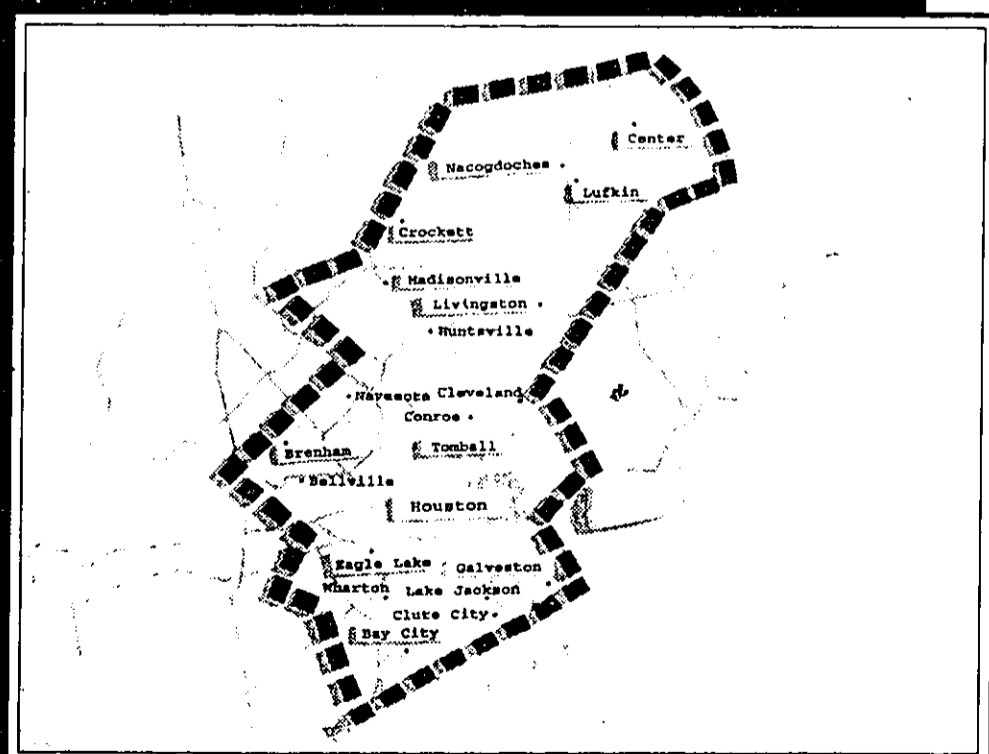 Center
Nacogdoches
Lufkin
Crockett
Madisonville
Livingston
Huntsville
Navasota Cleveland
Conroe
Brenham
Tomball
Bellville
Houston
Eagle Lake
Galveston
Wharton
Lake Jackson
Clute City
Bay City